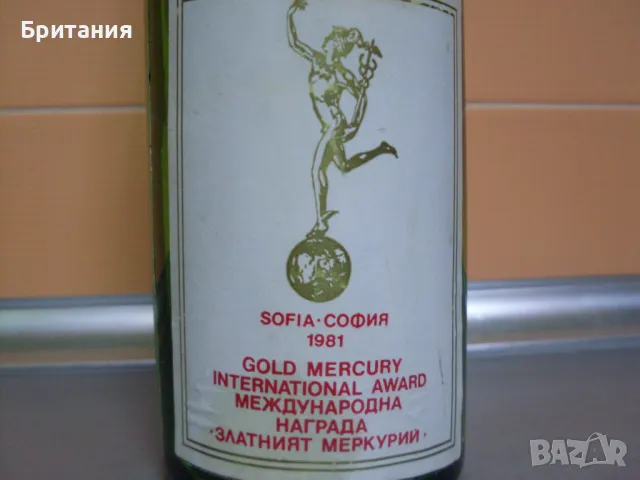 Британия
SOFIA·СОФИЯ
1981
GOLD MERCURY
INTERNATIONAL AWARD
МЕЖДУНАРОДНА
НАГРАДА
·ЗЛАТНИЯТ МЕРКУРИЙ·
BAZAR